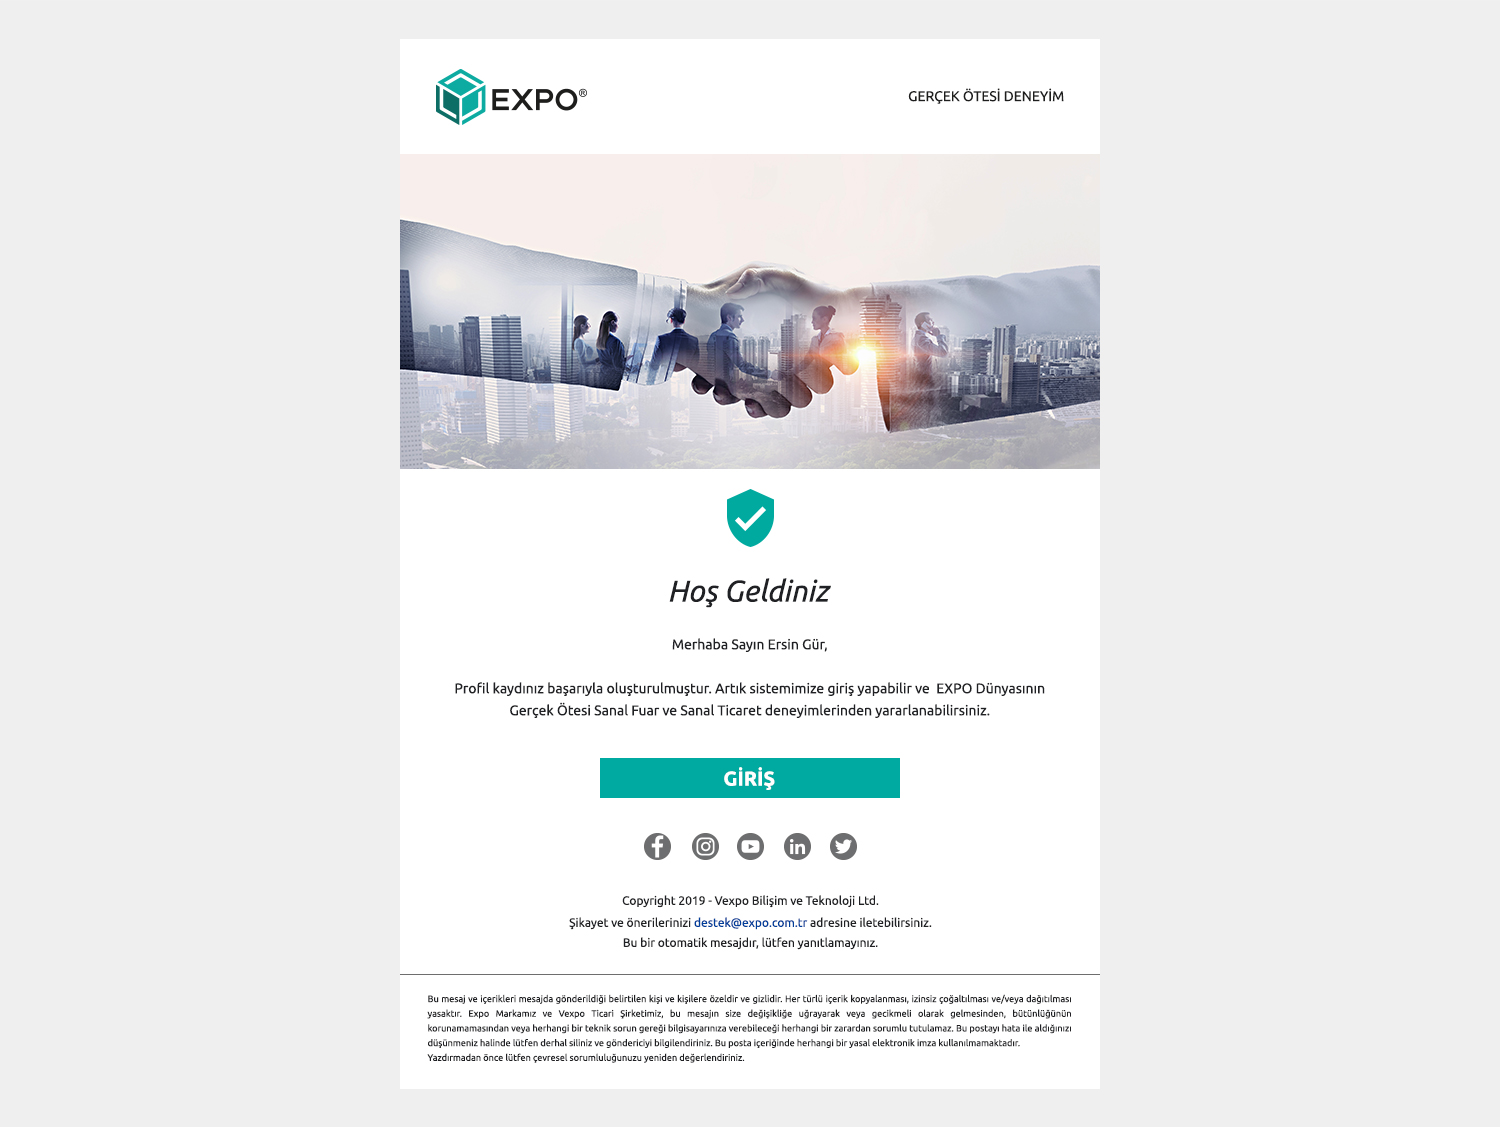 EXPO®
GERÇEK ÖTESİ DENEYİM
Hoş Geldiniz
Merhaba Sayın Ersin Gür,
Profil kaydınız başarıyla oluşturulmuştur. Artık sistemimize giriş yapabilir ve  EXPO Dünyasının
Gerçek Ötesi Sanal Fuar ve Sanal Ticaret deneyimlerinden yararlanabilirsiniz.
GİRİŞ
Copyright 2019 - Vexpo Bilişim ve Teknoloji Ltd.
Şikayet ve önerilerinizi destek@expo.com.tr adresine iletebilirsiniz.
Bu bir otomatik mesajdır, lütfen yanıtlamayınız.
Bu mesaj ve içerikleri mesajda gönderildiği belirtilen kişi ve kişilere özeldir ve gizlidir. Her türlü içerik kopyalanması, izinsiz çoğaltılması ve/veya dağıtılması
yasaktır. Expo Markamız ve Vexpo Ticari Şirketimiz, bu mesajın size değişikliğe uğrayarak veya gecikmeli olarak gelmesinden, bütünlüğünün
korunamamasından veya herhangi bir teknik sorun gereği bilgisayarınıza verebileceği herhangi bir zarardan sorumlu tutulamaz. Bu postayı hata ile aldığınızı
düşünmeniz halinde lütfen derhal siliniz ve göndericiyi bilgilendiriniz. Bu posta içeriğinde herhangi bir yasal elektronik imza kullanılmamaktadır.
Yazdırmadan önce lütfen çevresel sorumluluğunuzu yeniden değerlendiriniz.